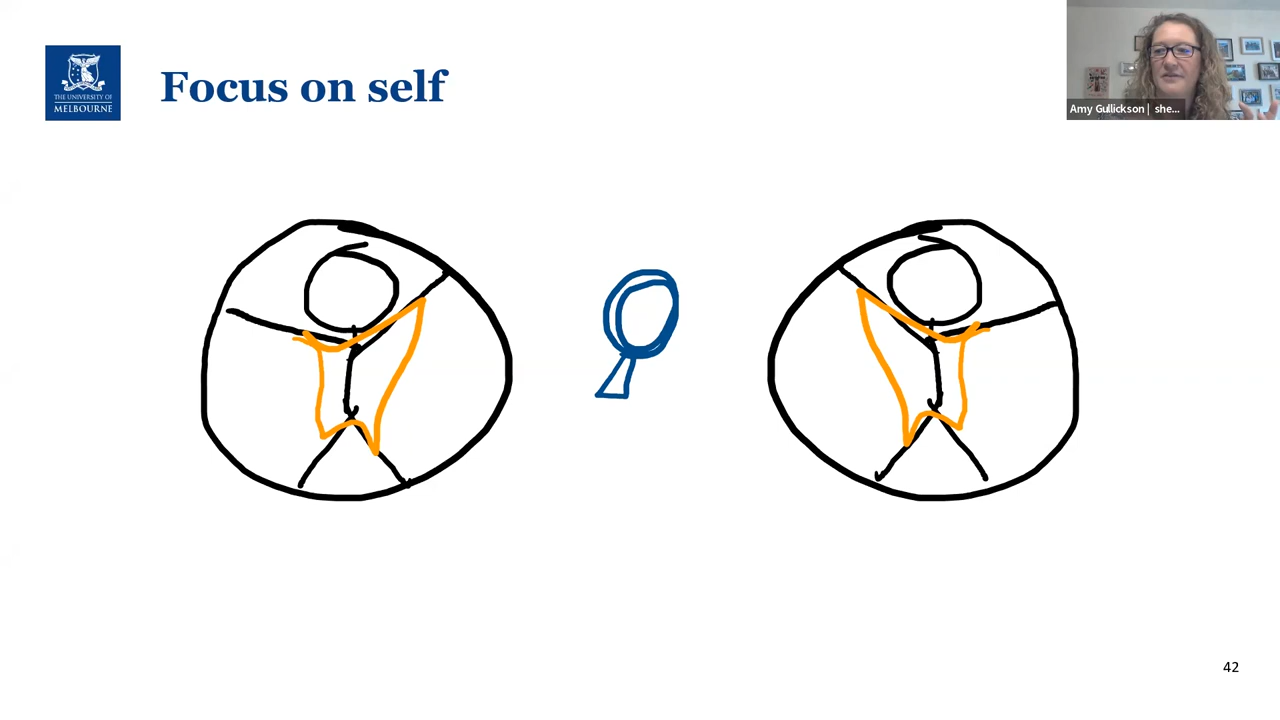 THE UNIVERSITY OF
MELBOURNE
Focus on self
Amy Gullickson | she...
42